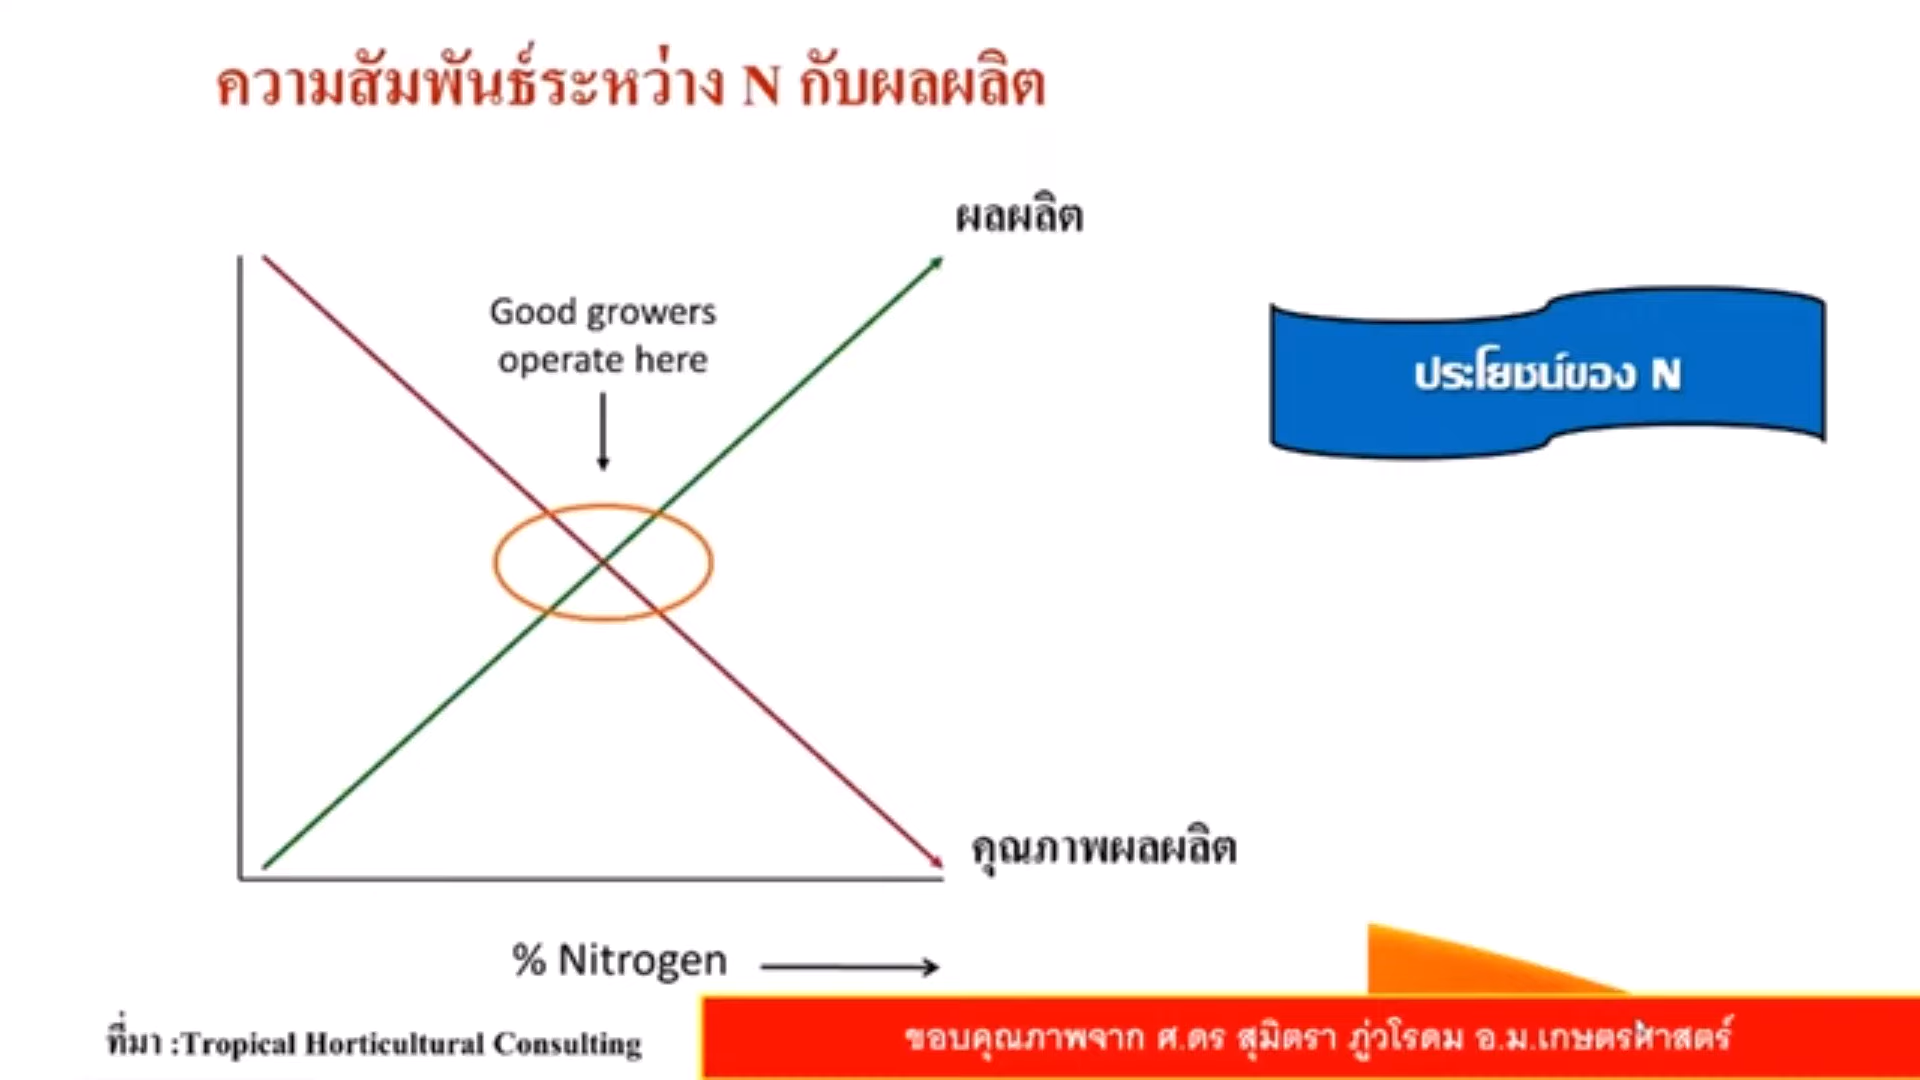 ความสัมพันธ์ระหว่าง N กับผลผลิต
ผลผลิต
Good growers
operate here
ประโยชน์ของ N
คุณภาพผลผลิต
% Nitrogen
ที่มา :Tropical Horticultural Consulting
ขอบคุณภาพจาก ศ.ดร สุมิตรา ภู่วโรดม อ.ม.เกษตรศาสตร์